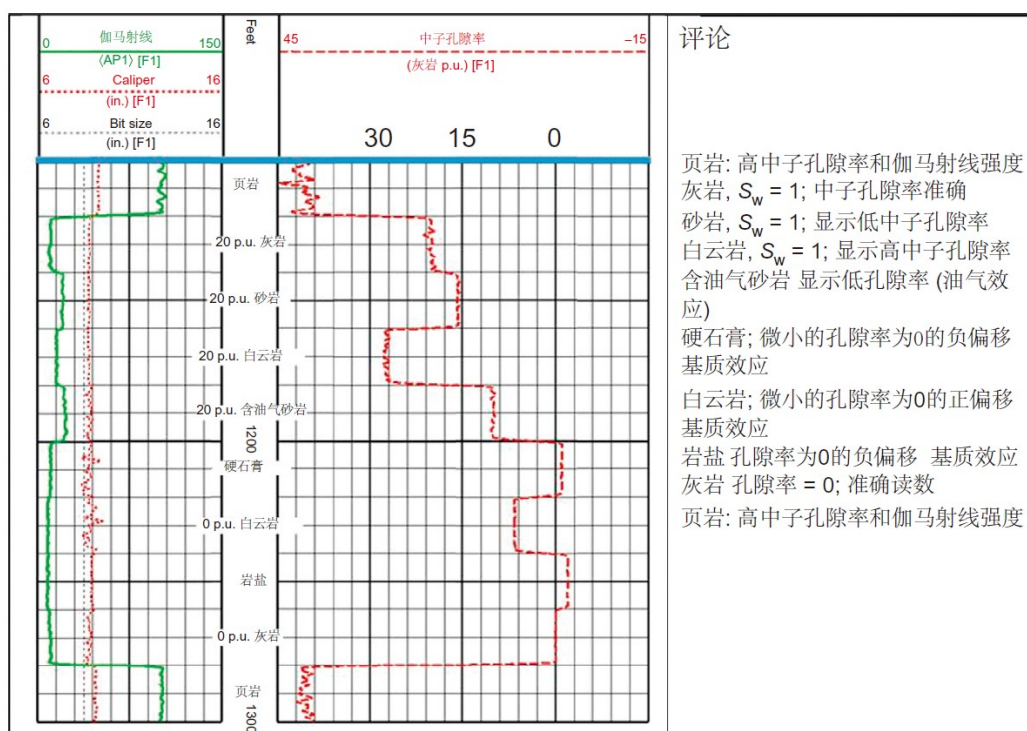 伽马射线
0 150
(AP1) [F1]
6 Caliper 16
(in.) [F1]
6 Bit size 16
(in.) [F1]
Feet
45 中子孔隙率 −15
(灰岩 p.u.) [F1]
30 15 0
页岩
20 p.u. 灰岩
20 p.u. 砂岩
20 p.u. 白云岩
20 p.u. 含油气砂岩
1200
硬石膏
0 p.u. 白云岩
岩盐
0 p.u. 灰岩
页岩
1300
评论
页岩: 高中子孔隙率和伽马射线强度
灰岩, Sw = 1; 中子孔隙率准确
砂岩, Sw = 1; 显示低中子孔隙率
白云岩, Sw = 1; 显示高中子孔隙率
含油气砂岩 显示低孔隙率 (油气效
应)
硬石膏; 微小的孔隙率为0的负偏移
基质效应
白云岩; 微小的孔隙率为0的正偏移
基质效应
岩盐 孔隙率为0的负偏移 基质效应
灰岩 孔隙率 = 0; 准确读数
页岩: 高中子孔隙率和伽马射线强度